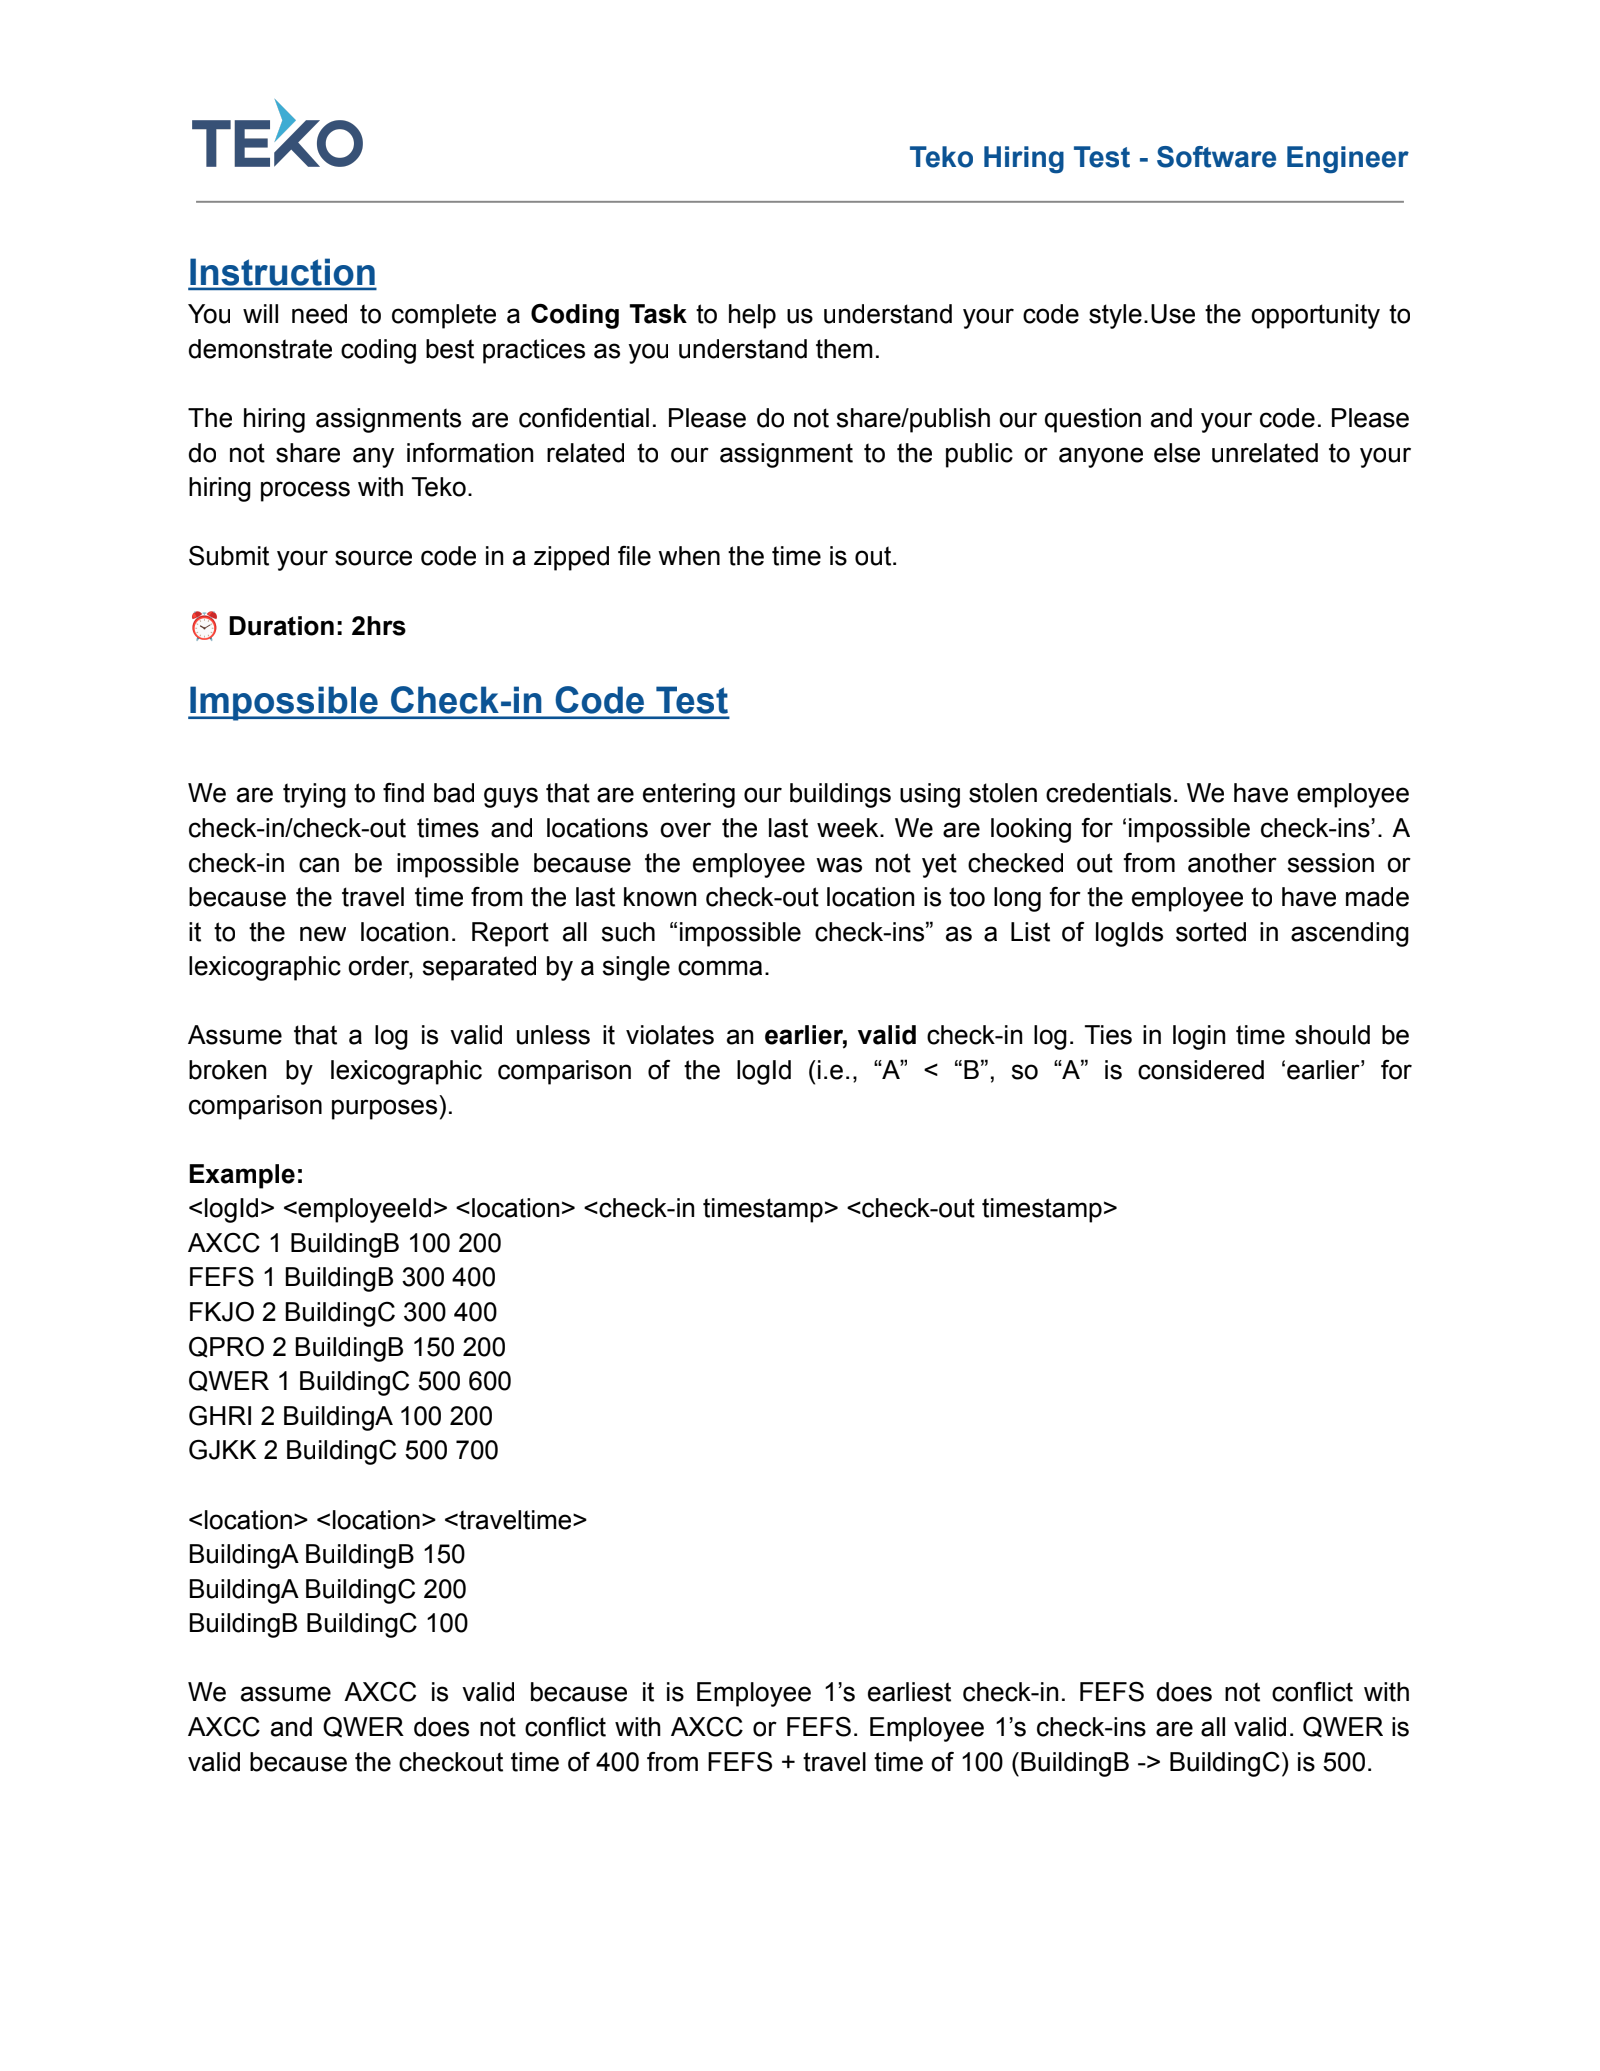 TEKO
Teko Hiring Test - Software Engineer
Instruction
You will need to complete a Coding Task to help us understand your code style.Use the opportunity to
demonstrate coding best practices as you understand them.
The hiring assignments are confidential. Please do not share/publish our question and your code. Please
do not share any information related to our assignment to the public or anyone else unrelated to your
hiring process with Teko.
Submit your source code in a zipped file when the time is out.
⏰ Duration: 2hrs
Impossible Check-in Code Test
We are trying to find bad guys that are entering our buildings using stolen credentials. We have employee
check-in/check-out times and locations over the last week. We are looking for ‘impossible check-ins’. A
check-in can be impossible because the employee was not yet checked out from another session or
because the travel time from the last known check-out location is too long for the employee to have made
it to the new location. Report all such “impossible check-ins” as a List of logIds sorted in ascending
lexicographic order, separated by a single comma.
Assume that a log is valid unless it violates an earlier, valid check-in log. Ties in login time should be
broken by lexicographic comparison of the logId (i.e., “A” < “B”, so “A” is considered ‘earlier’ for
comparison purposes).
Example:
<logId> <employeeId> <location> <check-in timestamp> <check-out timestamp>
AXCC 1 BuildingB 100 200
FEFS 1 BuildingB 300 400
FKJO 2 BuildingC 300 400
QPRO 2 BuildingB 150 200
QWER 1 BuildingC 500 600
GHRI 2 BuildingA 100 200
GJKK 2 BuildingC 500 700
<location> <location> <traveltime>
BuildingA BuildingB 150
BuildingA BuildingC 200
BuildingB BuildingC 100
We assume AXCC is valid because it is Employee 1’s earliest check-in. FEFS does not conflict with
AXCC and QWER does not conflict with AXCC or FEFS. Employee 1’s check-ins are all valid. QWER is
valid because the checkout time of 400 from FEFS + travel time of 100 (BuildingB -> BuildingC) is 500.